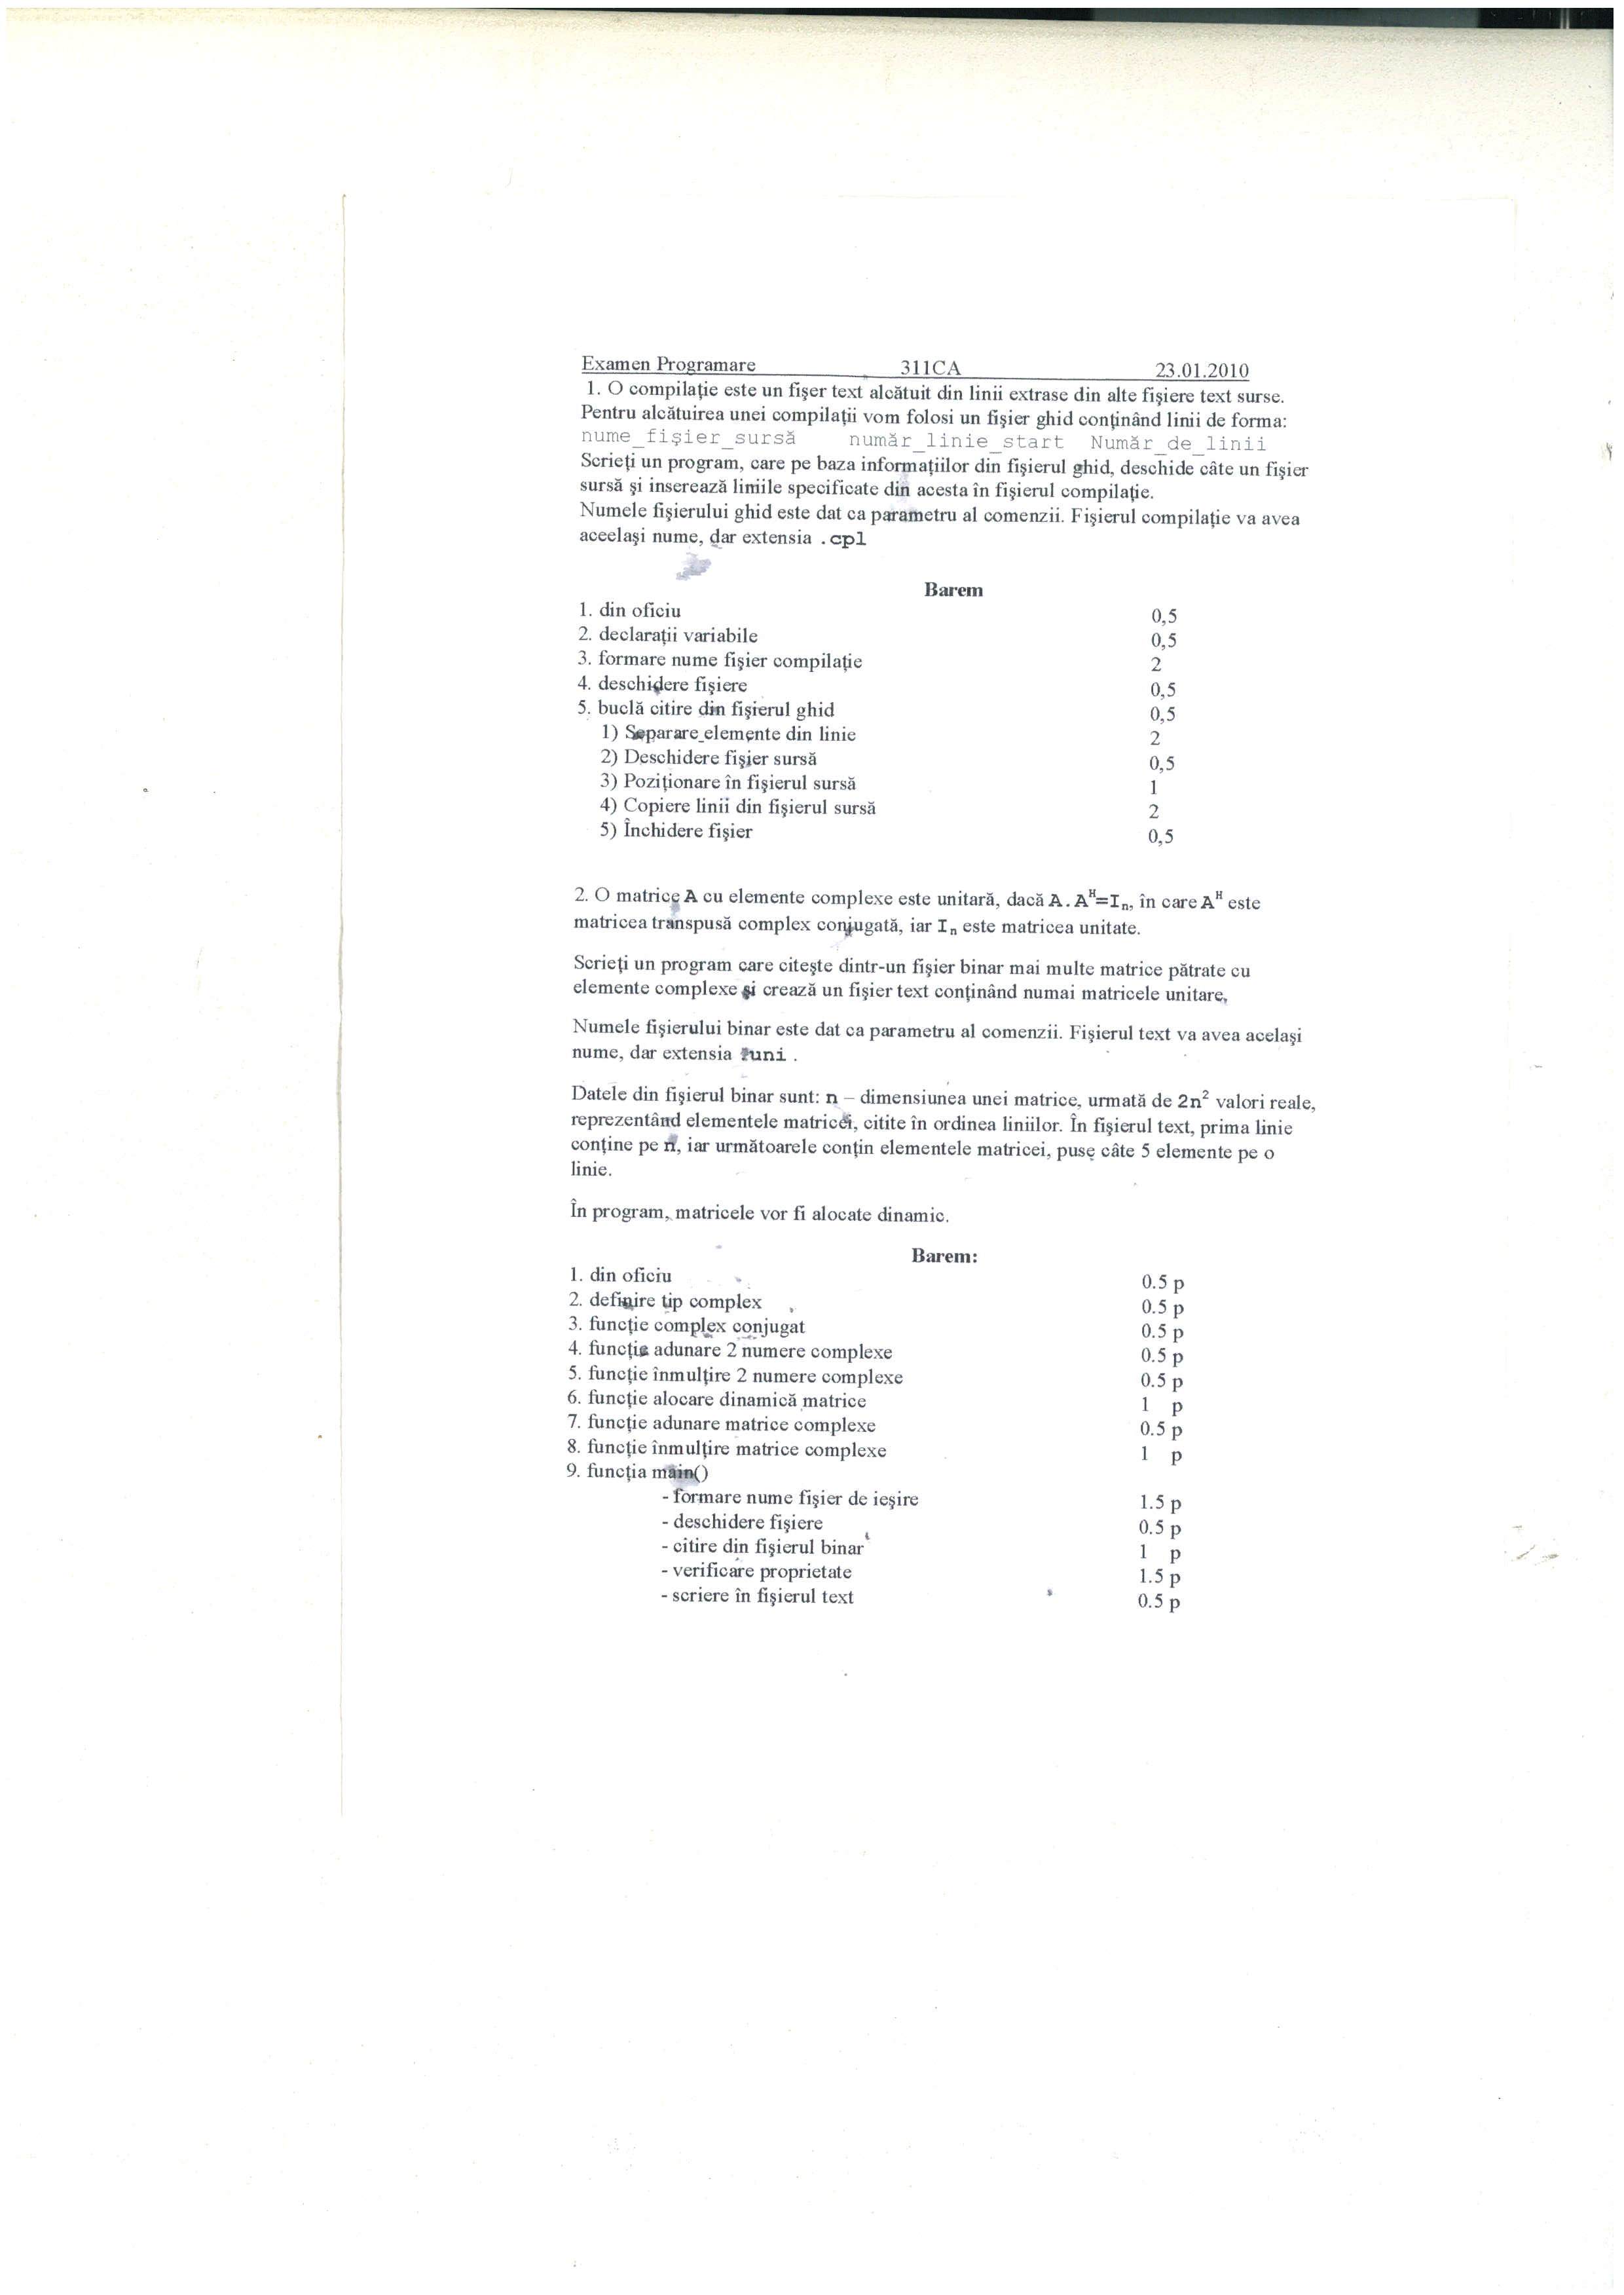 Examen Programare 311CA 23.01.2010
1. O compilaţie este un fişer text alcătuit din linii extrase din alte fişiere text surse.
Pentru alcătuirea unei compilaţii vom folosi un fişier ghid conţinând linii de forma:
nume_fişier_sursă număr_linie_start Număr_de_linii
Scrieţi un program, care pe baza informaţiilor din fişierul ghid, deschide câte un fişier
sursă şi inserează liniile specificate din acesta în fişierul compilaţie.
Numele fişierului ghid este dat ca parametru al comenzii. Fişierul compilaţie va avea
aceelaşi nume, dar extensia .cpl
Barem
1. din oficiu 0,5
2. declaraţii variabile 0,5
3. formare nume fişier compilaţie 2
4. deschidere fişiere 0,5
5. buclă citire din fişierul ghid 0,5
1) Separare elemente din linie 2
2) Deschidere fişier sursă 0,5
3) Poziţionare în fişierul sursă 1
4) Copiere linii din fişierul sursă 2
5) Închidere fişier 0,5
2. O matrice A cu elemente complexe este unitară, dacă A.Aᴴ=Iₙ, în care Aᴴ este
matricea transpusă complex conjugată, iar Iₙ este matricea unitate.
Scrieţi un program care citeşte dintr-un fişier binar mai multe matrice pătrate cu
elemente complexe şi crează un fişier text conţinând numai matricele unitare,
Numele fişierului binar este dat ca parametru al comenzii. Fişierul text va avea acelaşi
nume, dar extensia .uni .
Datele din fişierul binar sunt: n – dimensiunea unei matrice, urmată de 2n² valori reale,
reprezentând elementele matricei, citite în ordinea liniilor. În fişierul text, prima linie
conţine pe n, iar următoarele conţin elementele matricei, puse câte 5 elemente pe o
linie.
În program, matricele vor fi alocate dinamic.
Barem:
1. din oficiu 0.5 p
2. definire tip complex 0.5 p
3. funcţie complex conjugat 0.5 p
4. funcţie adunare 2 numere complexe 0.5 p
5. funcţie înmulţire 2 numere complexe 0.5 p
6. funcţie alocare dinamică matrice 1 p
7. funcţie adunare matrice complexe 0.5 p
8. funcţie înmulţire matrice complexe 1 p
9. funcţia main()
- formare nume fişier de ieşire 1.5 p
- deschidere fişiere 0.5 p
- citire din fişierul binar 1 p
- verificare proprietate 1.5 p
- scriere în fişierul text 0.5 p